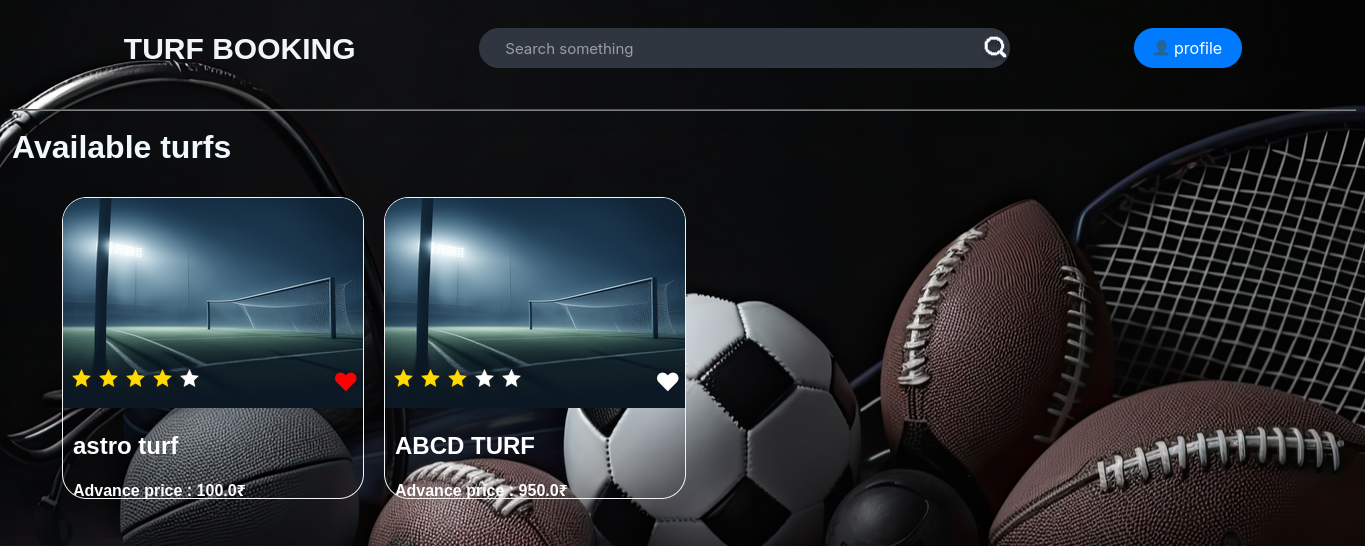 TURF BOOKING
Search something
profile
Available turfs
astro turf
Advance price : 100.0₹
ABCD TURF
Advance price : 950.0₹